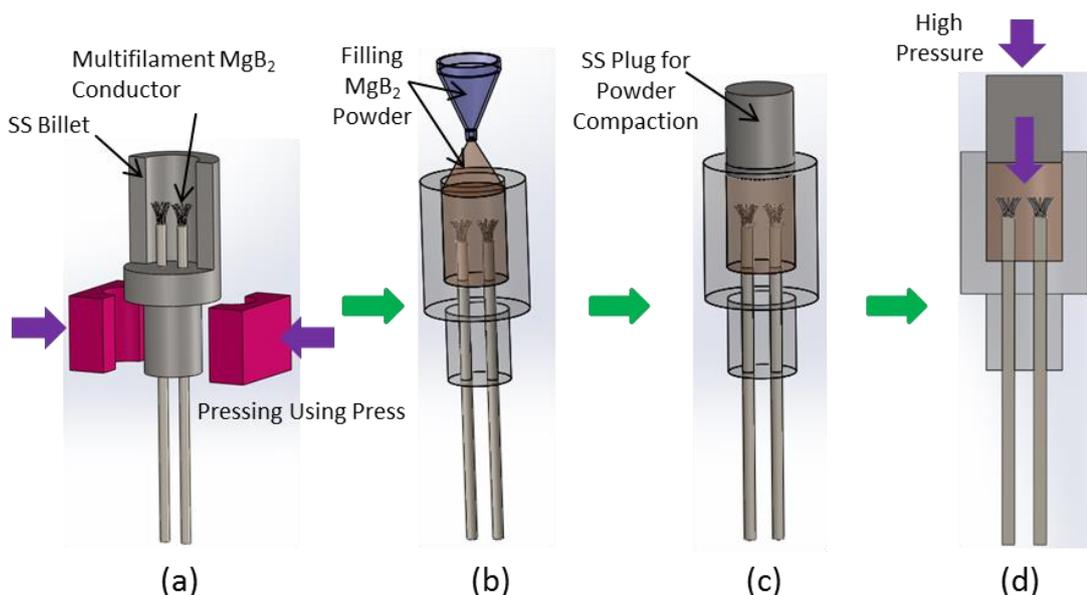 Multifilament MgB₂
Conductor
SS Billet
Pressing Using Press
(a)
Filling
MgB₂
Powder
(b)
SS Plug for
Powder
Compaction
(c)
High
Pressure
(d)